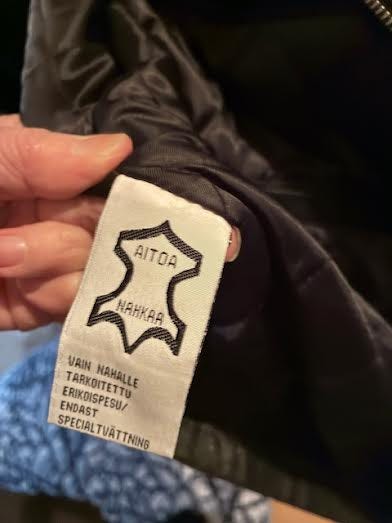 AITOA
NAHKAA
VAIN NAHALLE
TARKOITETTU
ERIKOISPESU/
ENDAST
SPECIALTVÄTTNING